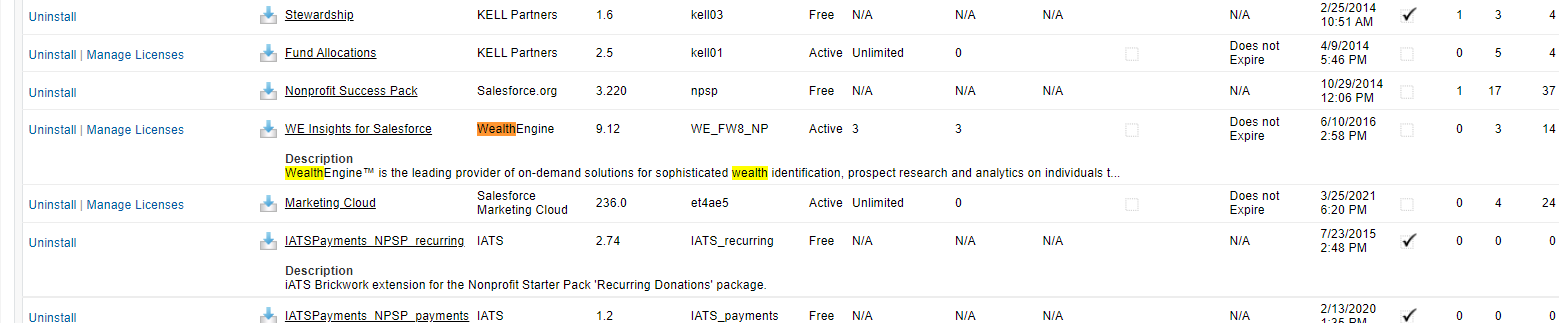 Uninstall Stewardship KELL Partners 1.6 kell03 Free N/A N/A N/A N/A 2/25/2014 10:51 AM 1 3 4
Uninstall | Manage Licenses Fund Allocations KELL Partners 2.5 kell01 Active Unlimited 0 Does not Expire 4/9/2014 5:46 PM 0 5 4
Uninstall Nonprofit Success Pack Salesforce.org 3.220 npsp Free N/A N/A N/A N/A 10/29/2014 12:06 PM 1 17 37
Uninstall | Manage Licenses WE Insights for Salesforce WealthEngine 9.12 WE_FW8_NP Active 3 3 Does not Expire 6/10/2016 2:58 PM 0 3 14
Description
WealthEngine™ is the leading provider of on-demand solutions for sophisticated wealth identification, prospect research and analytics on individuals t...
Uninstall | Manage Licenses Marketing Cloud Salesforce Marketing Cloud 236.0 et4ae5 Active Unlimited 0 Does not Expire 3/25/2021 6:20 PM 0 4 24
Uninstall IATSPayments_NPSP_recurring IATS 2.74 IATS_recurring Free N/A N/A N/A N/A 7/23/2015 2:48 PM 0 0 0
Description
iATS Brickwork extension for the Nonprofit Starter Pack 'Recurring Donations' package.
Uninstall IATSPayments_NPSP_payments IATS 1.2 IATS_payments Free N/A N/A N/A N/A 2/13/2020 1:35 PM 0 0 0